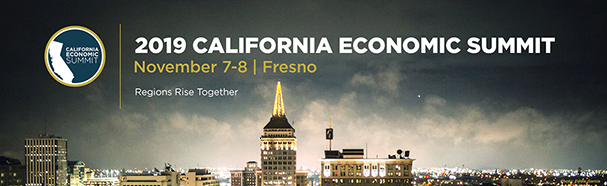 CALIFORNIA
ECONOMIC
SUMMIT
2019 CALIFORNIA ECONOMIC SUMMIT
November 7-8 | Fresno
Regions Rise Together